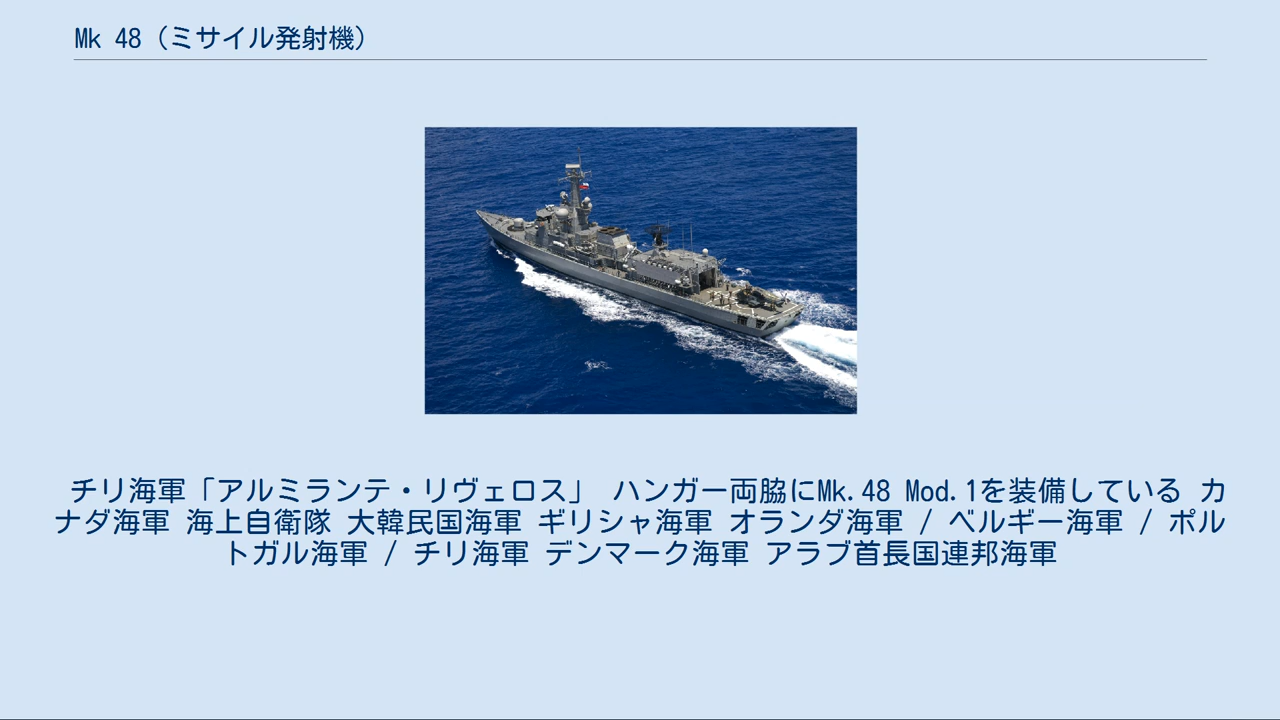 Mk 48（ミサイル発射機）
チリ海軍「アルミランテ・リヴェロス」 ハンガー両脇にMk.48 Mod.1を装備している カ
ナダ海軍 海上自衛隊 大韓民国海軍 ギリシャ海軍 オランダ海軍 / ベルギー海軍 / ポル
トガル海軍 / チリ海軍 デンマーク海軍 アラブ首長国連邦海軍